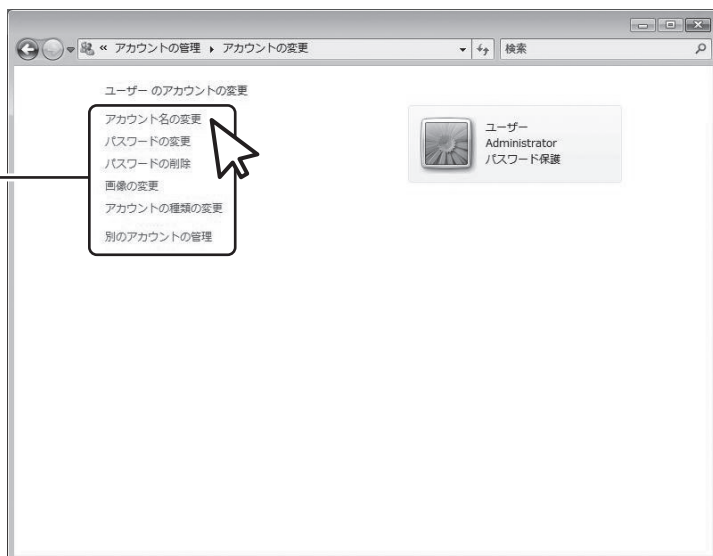 « アカウントの管理 ▸ アカウントの変更
検索
ユーザー のアカウントの変更
アカウント名の変更
パスワードの変更
パスワードの削除
画像の変更
アカウントの種類の変更
別のアカウントの管理
ユーザー
Administrator
パスワード保護